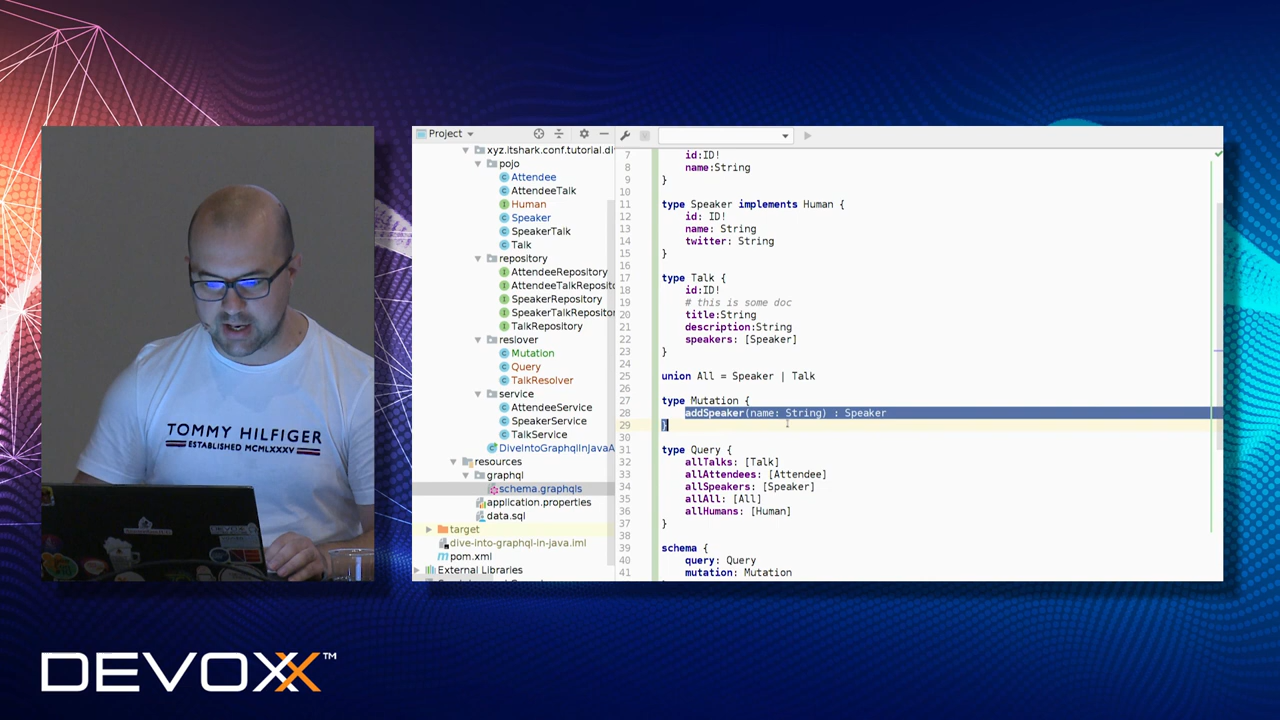 TOMMY HILFIGER
ESTABLISHED MCMLXXXV
DEVOXX™
Project
xyz.itshark.conf.tutorial.di
pojo
Attendee
AttendeeTalk
Human
Speaker
SpeakerTalk
Talk
repository
AttendeeRepository
AttendeeTalkReposito
SpeakerRepository
SpeakerTalkRepositor
TalkRepository
reslover
Mutation
Query
TalkResolver
service
AttendeeService
SpeakerService
TalkService
DiveIntoGraphqlInJavaA
resources
graphql
schema.graphqls
application.properties
data.sql
target
dive-into-graphql-in-java.iml
pom.xml
External Libraries
7 id:ID!
8 name:String
9 }
10
11 type Speaker implements Human {
12 id: ID!
13 name: String
14 twitter: String
15 }
16
17 type Talk {
18 id:ID!
19 # this is some doc
20 title:String
21 description:String
22 speakers: [Speaker]
23 }
24
25 union All = Speaker | Talk
26
27 type Mutation {
28 addSpeaker(name: String) : Speaker
29 }
30
31 type Query {
32 allTalks: [Talk]
33 allAttendees: [Attendee]
34 allSpeakers: [Speaker]
35 allAll: [All]
36 allHumans: [Human]
37 }
38
39 schema {
40 query: Query
41 mutation: Mutation